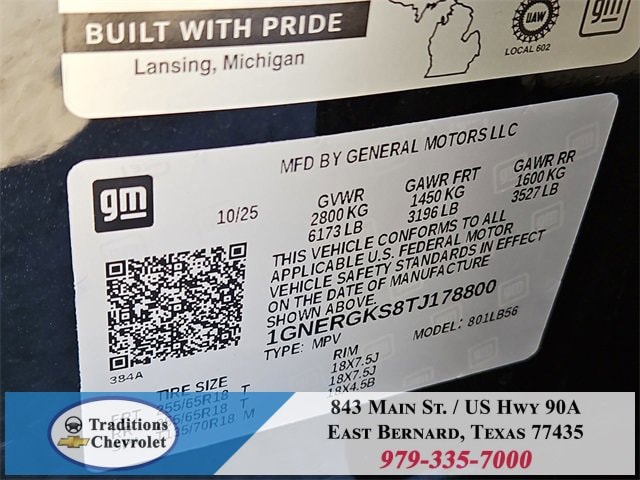 BUILT WITH PRIDE
Lansing, Michigan
UAW
LOCAL 602
gm
MFD BY GENERAL MOTORS LLC
gm
10/25
GVWR
2800 KG
6173 LB
GAWR FRT
1450 KG
3196 LB
GAWR RR
1600 KG
3527 LB
THIS VEHICLE CONFORMS TO ALL
APPLICABLE U.S. FEDERAL MOTOR
VEHICLE SAFETY STANDARDS IN EFFECT
ON THE DATE OF MANUFACTURE
SHOWN ABOVE.
1GNERGKS8TJ178800
TYPE: MPV
MODEL: 801LB56
384A
TIRE SIZE
RIM
255/65R18 T
18X7.5J
18X7.5J
/70R18 M
18X4.5B
Traditions
Chevrolet
843 Main St. / US Hwy 90A
East Bernard, Texas 77435
979-335-7000